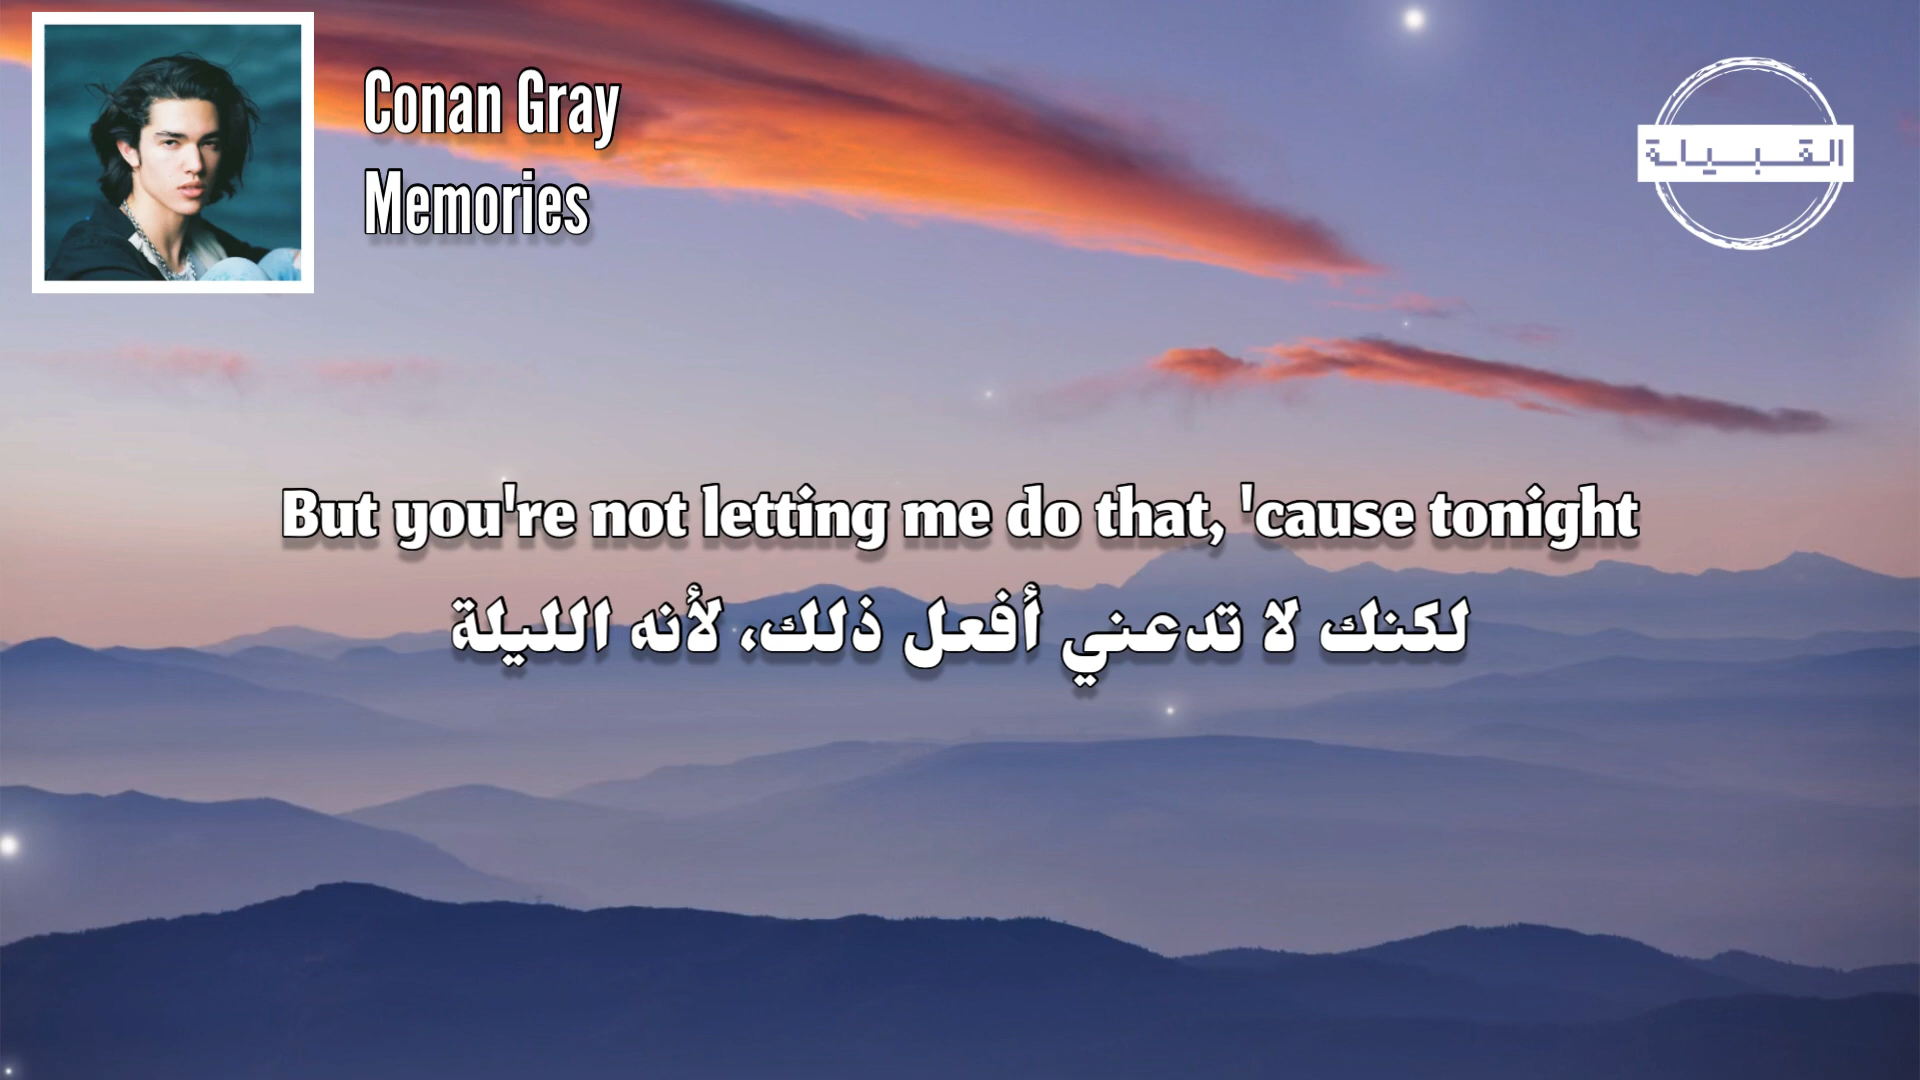 Conan Gray
Memories
القبيلة
But you're not letting me do that, 'cause tonight
لكنك لا تدعني أفعل ذلك، لأنه الليلة